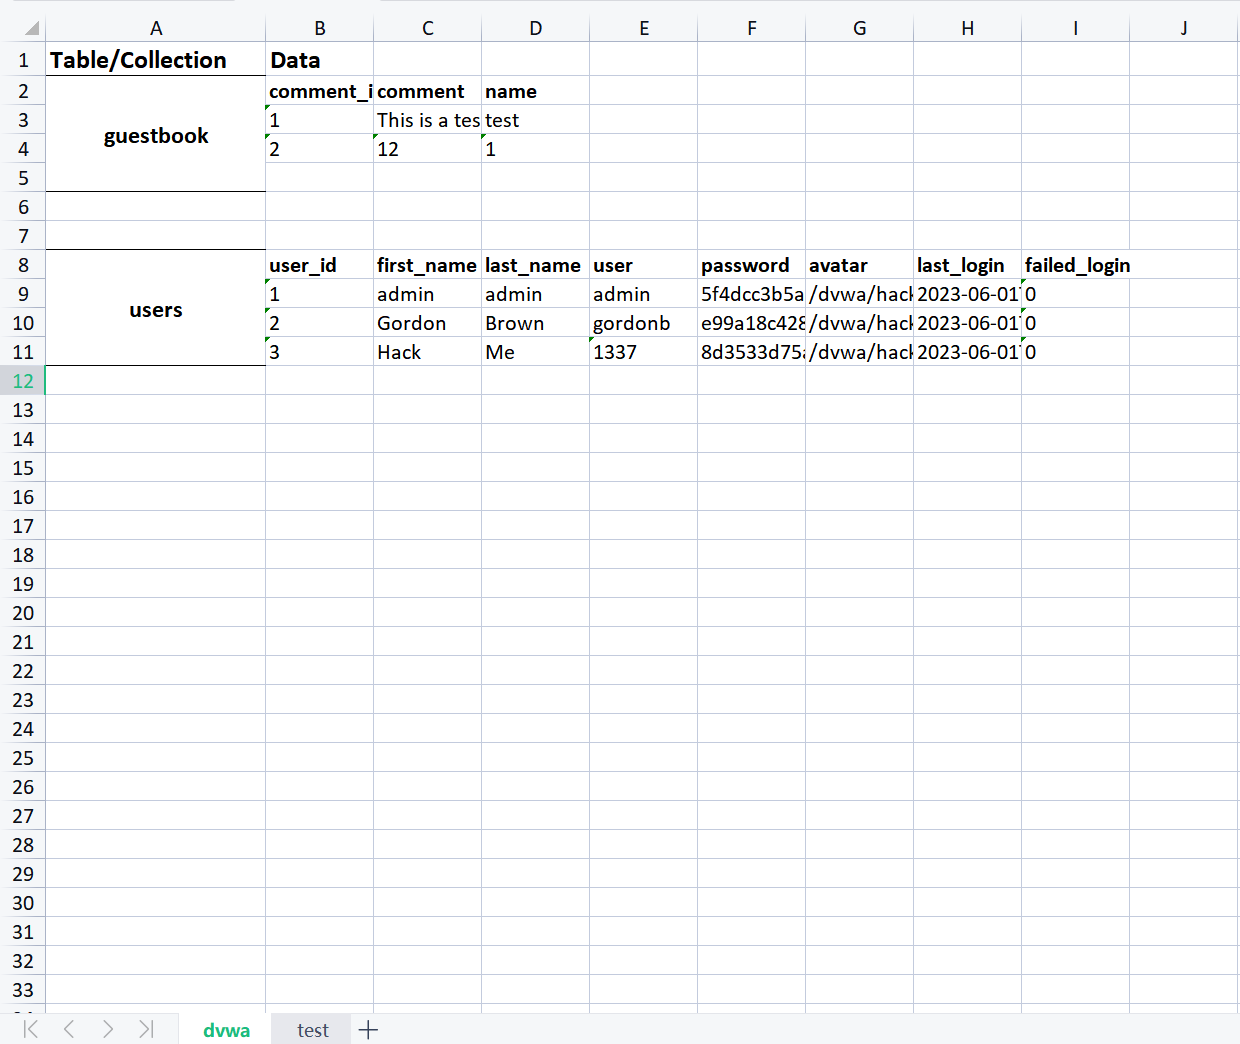 A B C D E F G H I J
1 Table/Collection Data
2 comment_i comment name
3 1 This is a tes test
guestbook
4 2 12 1
5
6
7
8 user_id first_name last_name user password avatar last_login failed_login
9 1 admin admin admin 5f4dcc3b5a /dvwa/hack 2023-06-01 0
users
10 2 Gordon Brown gordonb e99a18c428 /dvwa/hack 2023-06-01 0
11 3 Hack Me 1337 8d3533d75a /dvwa/hack 2023-06-01 0
12
13
14
15
16
17
18
19
20
21
22
23
24
25
26
27
28
29
30
31
32
33
dvwa test